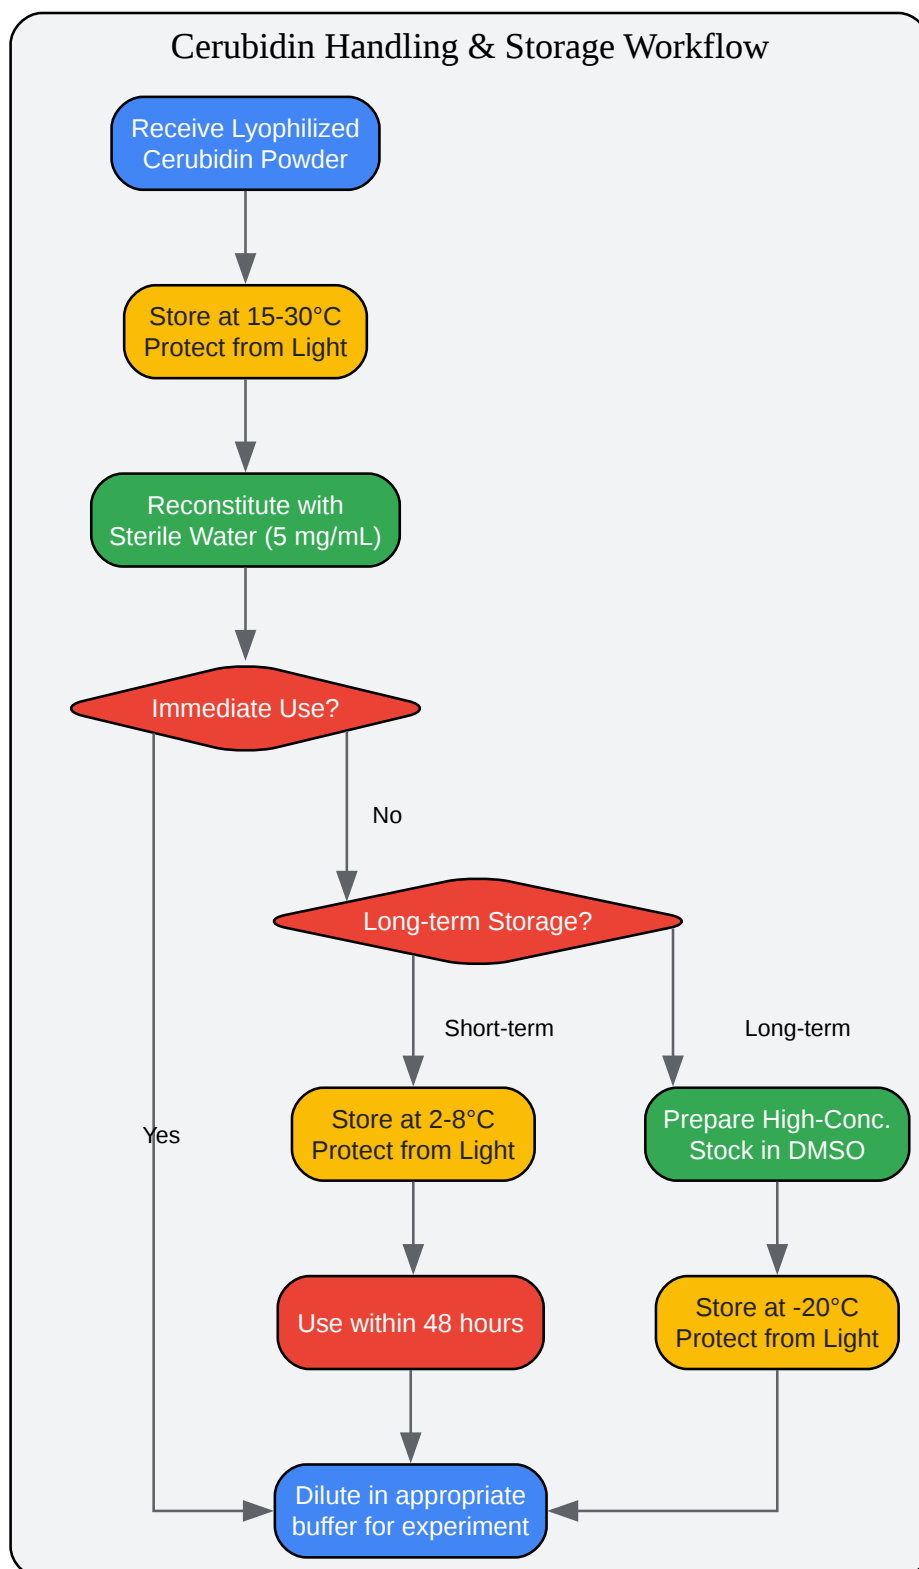 Cerubidin Handling & Storage Workflow
Receive Lyophilized
Cerubidin Powder
Store at 15-30°C
Protect from Light
Reconstitute with
Sterile Water (5 mg/mL)
Immediate Use?
No
Long-term Storage?
Short-term
Long-term
Store at 2-8°C
Protect from Light
Prepare High-Conc.
Stock in DMSO
Yes
Use within 48 hours
Store at -20°C
Protect from Light
Dilute in appropriate
buffer for experiment